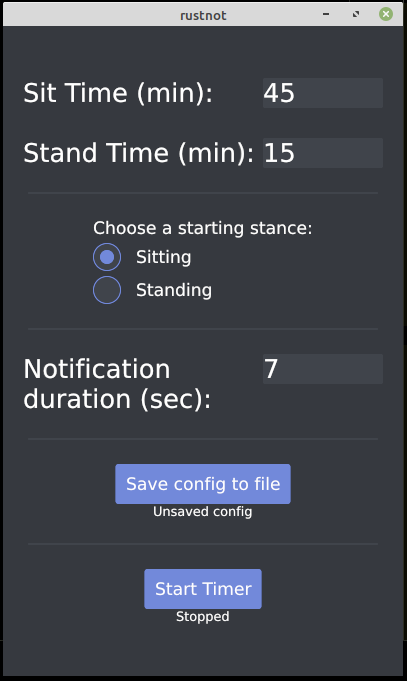 rustnot
Sit Time (min): 45
Stand Time (min): 15
Choose a starting stance:
Sitting
Standing
Notification 7
duration (sec):
Save config to file
Unsaved config
Start Timer
Stopped